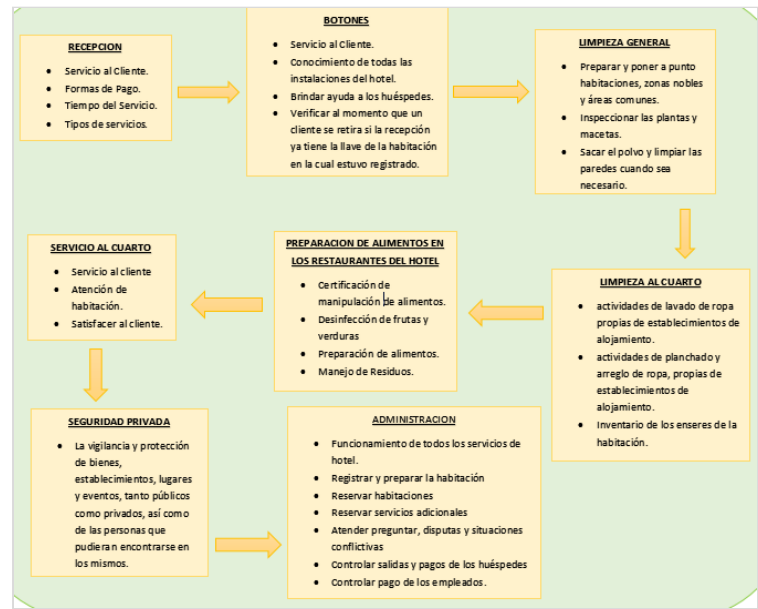 RECEPCION
• Servicio al Cliente.
• Formas de Pago.
• Tiempo del Servicio.
• Tipos de servicios.
BOTONES
• Servicio al Cliente.
• Conocimiento de todas las
instalaciones del hotel.
• Brindar ayuda a los huéspedes.
• Verificar al momento que un
cliente se retira si la recepción
ya tiene la llave de la habitación
en la cual estuvo registrado.
LIMPIEZA GENERAL
• Preparar y poner a punto
habitaciones, zonas nobles
y áreas comunes.
• Inspeccionar las plantas y
macetas.
• Sacar el polvo y limpiar las
paredes cuando sea
necesario.
LIMPIEZA AL CUARTO
• actividades de lavado de ropa
propias de establecimientos de
alojamiento.
• actividades de planchado y
arreglo de ropa, propias de
establecimientos de
alojamiento.
• Inventario de los enseres de la
habitación.
PREPARACION DE ALIMENTOS EN
LOS RESTAURANTES DEL HOTEL
• Certificación de
manipulación de alimentos.
• Desinfección de frutas y
verduras
• Preparación de alimentos.
• Manejo de Residuos.
SERVICIO AL CUARTO
• Servicio al cliente
• Atención de
habitación.
• Satisfacer al cliente.
SEGURIDAD PRIVADA
• La vigilancia y protección
de bienes,
establecimientos, lugares
y eventos, tanto públicos
como privados, así como
de las personas que
pudieran encontrarse en
los mismos.
ADMINISTRACION
• Funcionamiento de todos los servicios de
hotel.
• Registrar y preparar la habitación
• Reservar habitaciones
• Reservar servicios adicionales
• Atender preguntar, disputas y situaciones
conflictivas
• Controlar salidas y pagos de los huéspedes
• Controlar pago de los empleados.